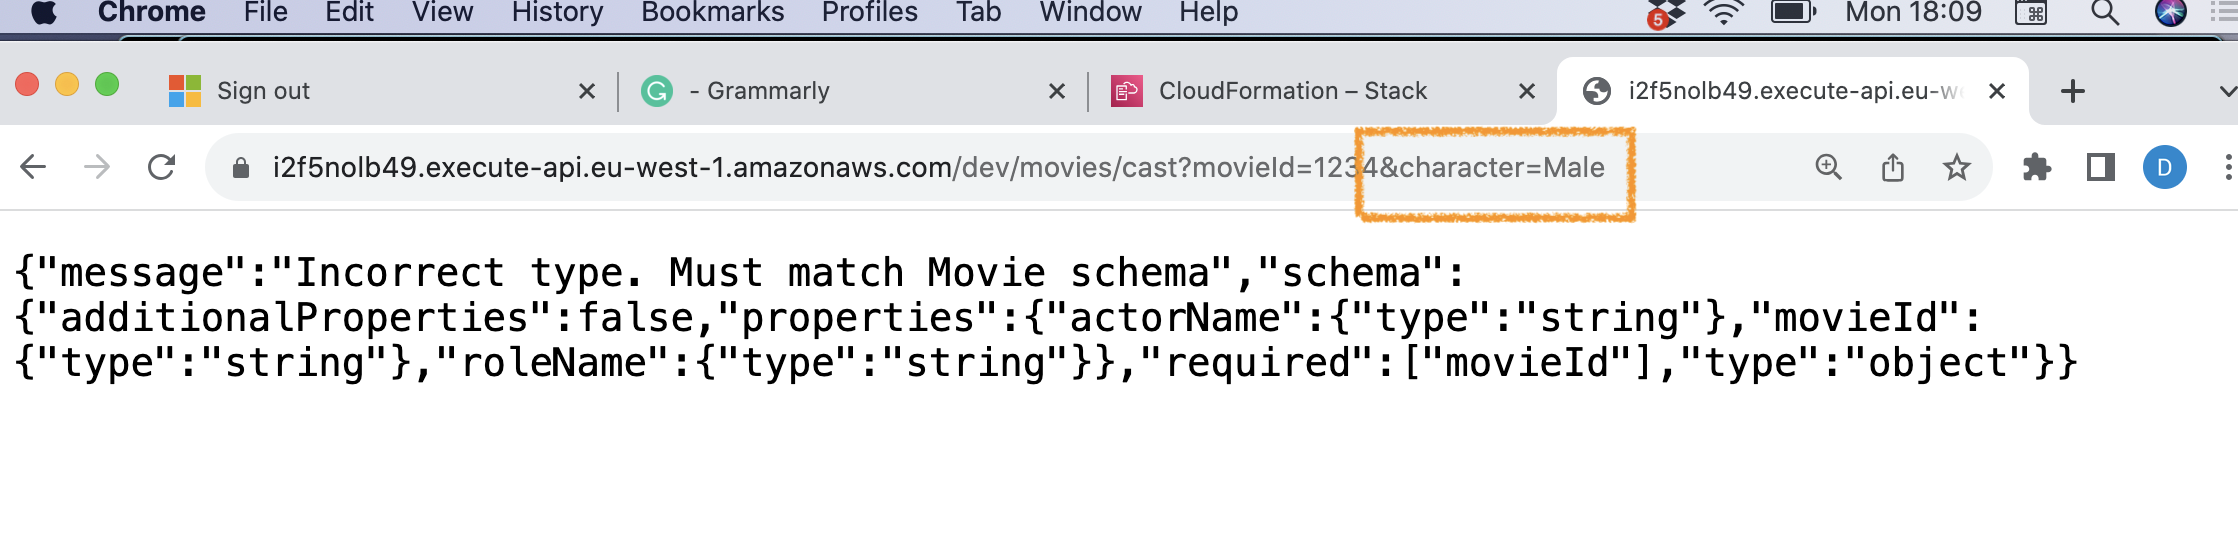 Chrome File Edit View History Bookmarks Profiles Tab Window Help 5 Mon 18:09
Sign out - Grammarly CloudFormation – Stack i2f5nolb49.execute-api.eu-w
i2f5nolb49.execute-api.eu-west-1.amazonaws.com/dev/movies/cast?movieId=1234&character=Male D
{"message":"Incorrect type. Must match Movie schema","schema":
{"additionalProperties":false,"properties":{"actorName":{"type":"string"},"movieId":
{"type":"string"},"roleName":{"type":"string"}},"required":["movieId"],"type":"object"}}